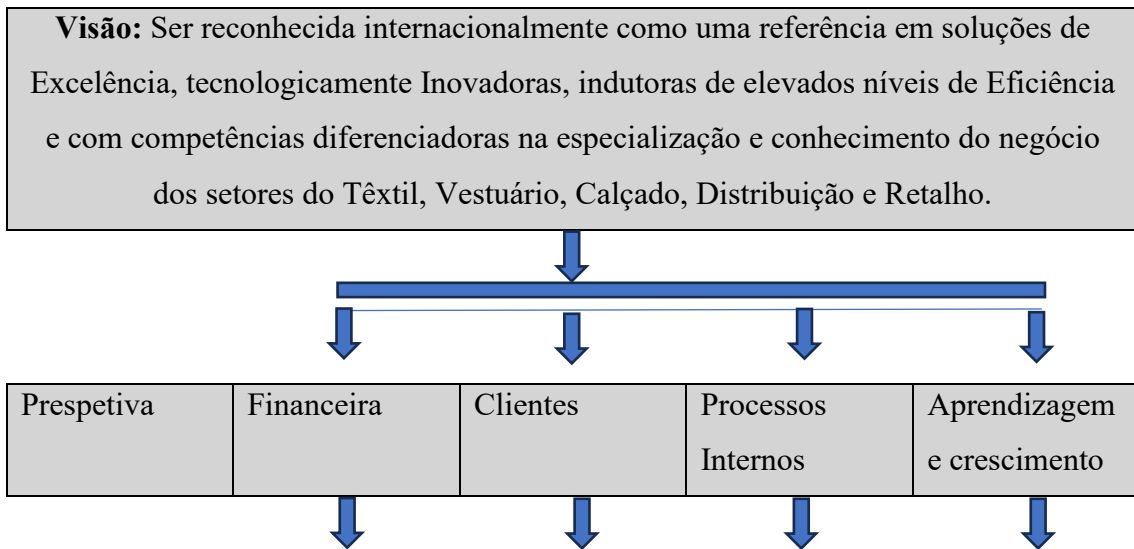 Visão: Ser reconhecida internacionalmente como uma referência em soluções de
Excelência, tecnologicamente Inovadoras, indutoras de elevados níveis de Eficiência
e com competências diferenciadoras na especialização e conhecimento do negócio
dos setores do Têxtil, Vestuário, Calçado, Distribuição e Retalho.
Prespetiva
Financeira
Clientes
Processos
Internos
Aprendizagem
e crescimento